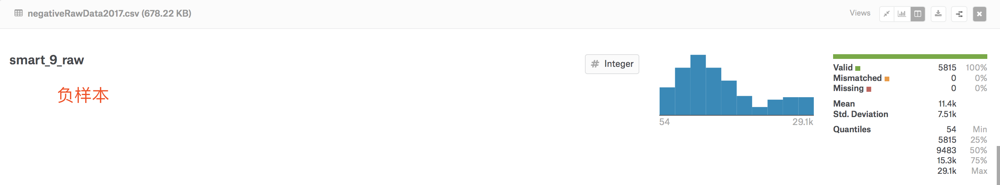 negativeRawData2017.csv (678.22 KB)
Views
smart_9_raw
# Integer
负样本
54 29.1k
Valid 5815 100%
Mismatched 0 0%
Missing 0 0%
Mean 11.4k
Std. Deviation 7.51k
Quantiles 54 Min
5815 25%
9483 50%
15.3k 75%
29.1k Max